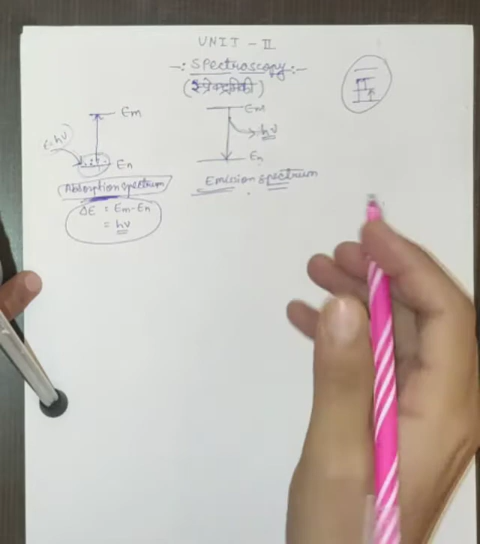 UNIT - II
-: Spectroscopy :-
(स्पेक्ट्रमिकी)
Em
E=hν
En
Absorption spectrum
ΔE = Em-En
= hν
Em
hν
En
Emission spectrum